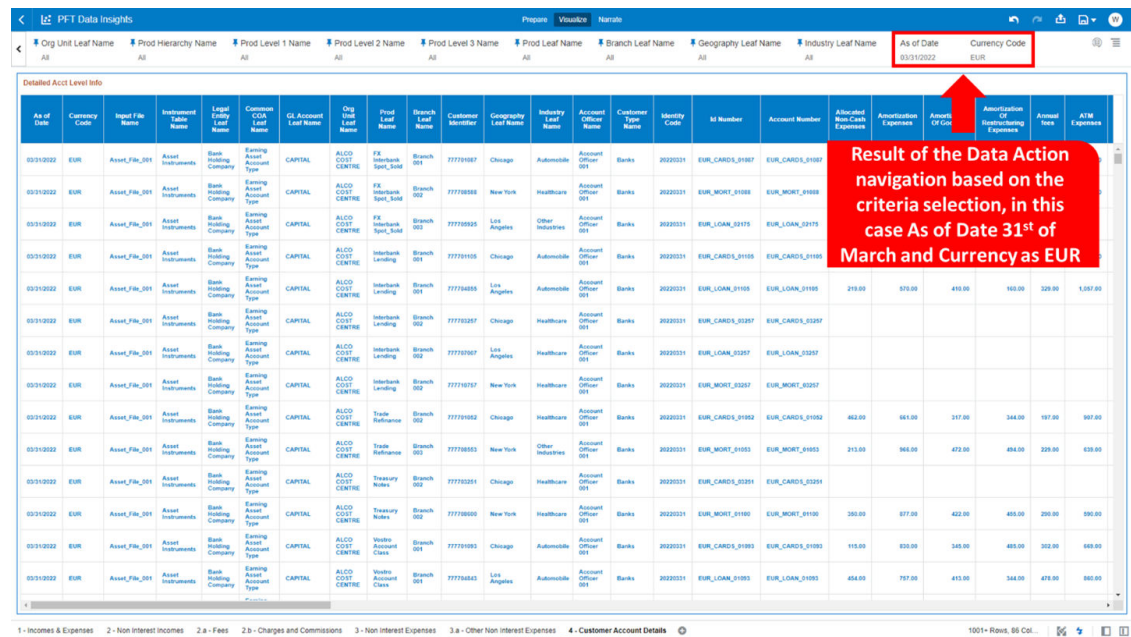 PFT Data Insights
Prepare Visualize Narrate
W
Org Unit Leaf Name Prod Hierarchy Name Prod Level 1 Name Prod Level 2 Name Prod Level 3 Name Prod Leaf Name Branch Leaf Name Geography Leaf Name Industry Leaf Name As of Date Currency Code
All All All All All All All All All 03/31/2022 EUR
Detailed Acct Level Info
As of Date Currency Code Input File Name Instrument Table Name Legal Entity Leaf Name Common COA Leaf Name GL Account Leaf Name Org Unit Leaf Name Prod Leaf Name Branch Leaf Name Customer Identifier Geography Leaf Name Industry Leaf Name Account Officer Name Customer Type Name Identity Code Id Number Account Number Allocated Non-Cash Expenses Amortization Expenses Of Amortization Of Restructuring Expenses Annual fees ATM Expenses
03/31/2022 EUR Asset_File_001 Asset Instruments Bank Holding Company Earning Asset Account Type CAPITAL ALCO COST CENTRE FX Interbank Spot_Sold Branch 001 777701087 Chicago Automobile Account Officer 001 Banks 20220331 EUR_CARDS_01087 EUR_CARDS_01087
03/31/2022 EUR Asset_File_001 Asset Instruments Bank Holding Company Earning Asset Account Type CAPITAL ALCO COST CENTRE FX Interbank Spot_Sold Branch 002 777708588 New York Healthcare Account Officer 001 Banks 20220331 EUR_MORT_01088 EUR_MORT_01088
03/31/2022 EUR Asset_File_001 Asset Instruments Bank Holding Company Earning Asset Account Type CAPITAL ALCO COST CENTRE FX Interbank Spot_Sold Branch 003 777705925 Los Angeles Other Industries Account Officer 001 Banks 20220331 EUR_LOAN_02175 EUR_LOAN_02175
03/31/2022 EUR Asset_File_001 Asset Instruments Bank Holding Company Earning Asset Account Type CAPITAL ALCO COST CENTRE Interbank Lending Branch 001 777701105 Chicago Automobile Account Officer 001 Banks 20220331 EUR_CARDS_01105 EUR_CARDS_01105
Result of the Data Action
navigation based on the
criteria selection, in this
case As of Date 31st of
March and Currency as EUR
03/31/2022 EUR Asset_File_001 Asset Instruments Bank Holding Company Earning Asset Account Type CAPITAL ALCO COST CENTRE Interbank Lending Branch 001 777704855 Los Angeles Automobile Account Officer 001 Banks 20220331 EUR_LOAN_01105 EUR_LOAN_01105 219.00 570.00 410.00 160.00 329.00 1,057.00
03/31/2022 EUR Asset_File_001 Asset Instruments Bank Holding Company Earning Asset Account Type CAPITAL ALCO COST CENTRE Interbank Lending Branch 002 777703257 Chicago Healthcare Account Officer 001 Banks 20220331 EUR_CARDS_03257 EUR_CARDS_03257
03/31/2022 EUR Asset_File_001 Asset Instruments Bank Holding Company Earning Asset Account Type CAPITAL ALCO COST CENTRE Interbank Lending Branch 002 777707007 Los Angeles Healthcare Account Officer 001 Banks 20220331 EUR_LOAN_03257 EUR_LOAN_03257
03/31/2022 EUR Asset_File_001 Asset Instruments Bank Holding Company Earning Asset Account Type CAPITAL ALCO COST CENTRE Interbank Lending Branch 002 777710757 New York Healthcare Account Officer 001 Banks 20220331 EUR_MORT_03257 EUR_MORT_03257
03/31/2022 EUR Asset_File_001 Asset Instruments Bank Holding Company Earning Asset Account Type CAPITAL ALCO COST CENTRE Trade Refinance Branch 002 777701052 Chicago Healthcare Account Officer 001 Banks 20220331 EUR_CARDS_01052 EUR_CARDS_01052 462.00 661.00 317.00 344.00 187.00 907.00
03/31/2022 EUR Asset_File_001 Asset Instruments Bank Holding Company Earning Asset Account Type CAPITAL ALCO COST CENTRE Trade Refinance Branch 003 777708553 New York Other Industries Account Officer 001 Banks 20220331 EUR_MORT_01053 EUR_MORT_01053 213.00 966.00 472.00 494.00 229.00
03/31/2022 EUR Asset_File_001 Asset Instruments Bank Holding Company Earning Asset Account Type CAPITAL ALCO COST CENTRE Treasury Notes Branch 002 777703251 Chicago Healthcare Account Officer 001 Banks 20220331 EUR_CARDS_03251 EUR_CARDS_03251
03/31/2022 EUR Asset_File_001 Asset Instruments Bank Holding Company Earning Asset Account Type CAPITAL ALCO COST CENTRE Treasury Notes Branch 002 777708600 New York Healthcare Account Officer 001 Banks 20220331 EUR_MORT_01100 EUR_MORT_01100 877.00 422.00 455.00 200.00 590.00
03/31/2022 EUR Asset_File_001 Asset Instruments Bank Holding Company Earning Asset Account Type CAPITAL ALCO COST CENTRE Vostro Account Class Branch 001 777701093 Chicago Automobile Account Officer 001 Banks 20220331 EUR_CARDS_01093 EUR_CARDS_01093 115.00 830.00 345.00 485.00 302.00
03/31/2022 EUR Asset_File_001 Asset Instruments Bank Holding Company Earning Asset Account Type CAPITAL ALCO COST CENTRE Vostro Account Class Branch 001 777704843 Los Angeles Automobile Account Officer 001 Banks 20220331 EUR_LOAN_01093 EUR_LOAN_01093 757.00 413.00 344.00 478.00
1 - Incomes & Expenses 2 - Non Interest Incomes 2.a - Fees 2.b - Charges and Commissions 3 - Non Interest Expenses 3.a - Other Non Interest Expenses 4 - Customer Account Details 1001+ Rows, 86 Col...